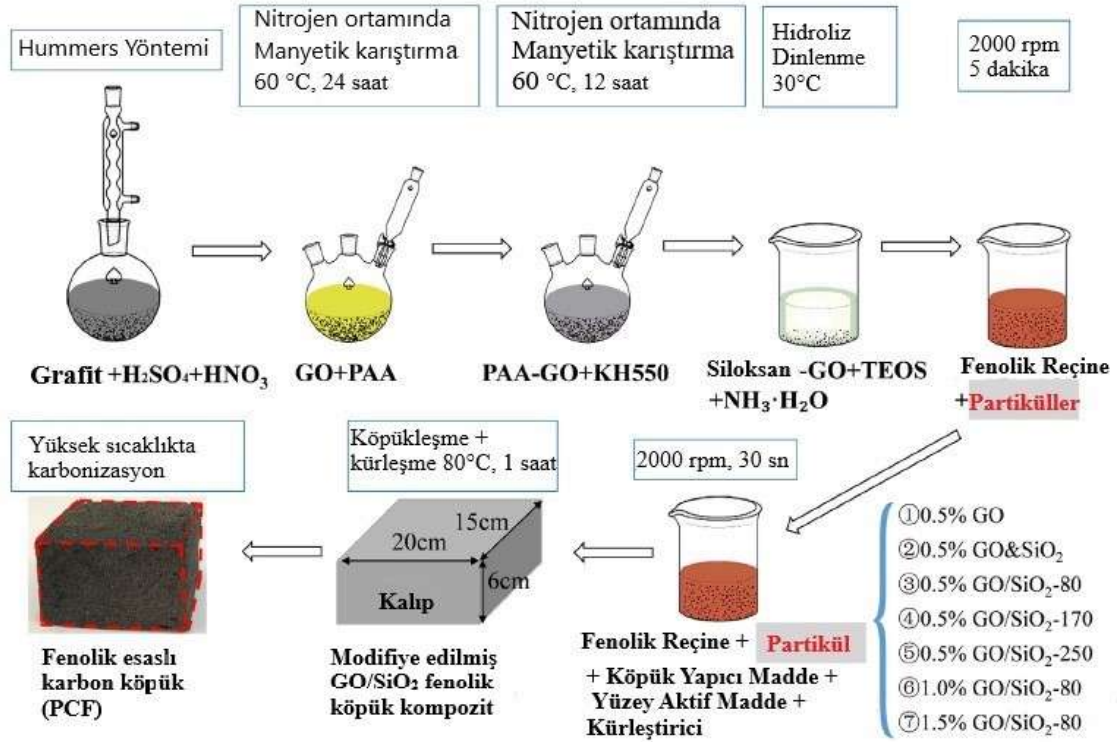 Hummers Yöntemi
Nitrojen ortamında
Manyetik karıştırma
60 °C, 24 saat
Nitrojen ortamında
Manyetik karıştırma
60 °C, 12 saat
Hidroliz
Dinlenme
30°C
2000 rpm
5 dakika
Grafit +H₂SO₄+HNO₃
GO+PAA
PAA-GO+KH550
Siloksan -GO+TEOS
+NH₃·H₂O
Fenolik Reçine
+Partiküller
Yüksek sıcaklıkta
karbonizasyon
Köpükleşme +
kürleşme 80°C, 1 saat
2000 rpm, 30 sn
15cm
20cm
6cm
Kalıp
Fenolik esaslı
karbon köpük
(PCF)
Modifiye edilmiş
GO/SiO₂ fenolik
köpük kompozit
Fenolik Reçine + Partikül
+ Köpük Yapıcı Madde +
Yüzey Aktif Madde +
Kürleştirici
①0.5% GO
②0.5% GO&SiO₂
③0.5% GO/SiO₂-80
④0.5% GO/SiO₂-170
⑤0.5% GO/SiO₂-250
⑥1.0% GO/SiO₂-80
⑦1.5% GO/SiO₂-80